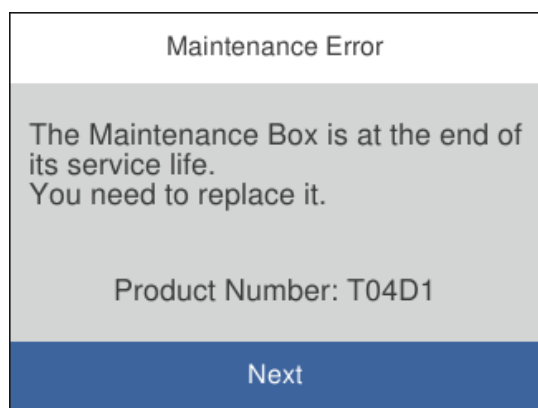 Maintenance Error
The Maintenance Box is at the end of
its service life.
You need to replace it.
Product Number: T04D1
Next